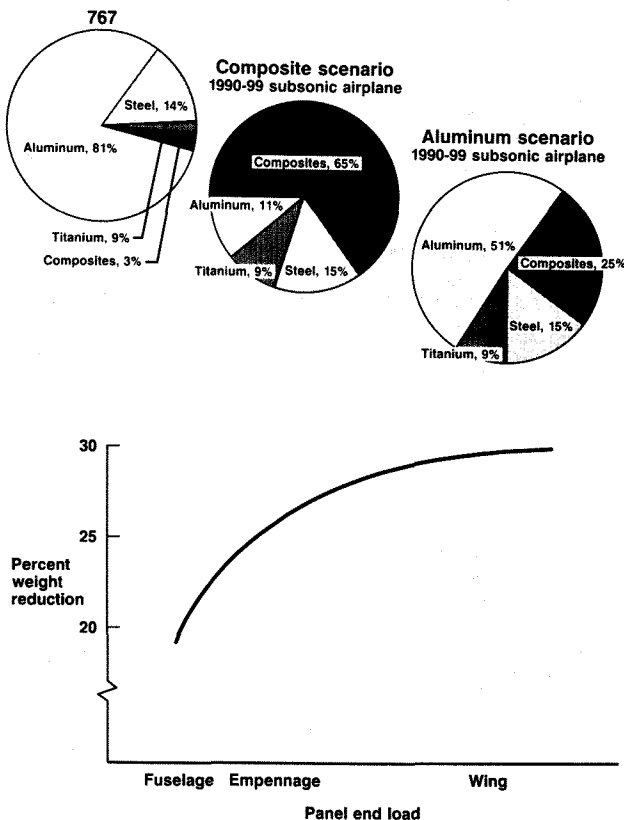 767
Steel, 14%
Aluminum, 81%
Titanium, 9%
Composites, 3%
Composite scenario
1990-99 subsonic airplane
Composites, 65%
Aluminum, 11%
Titanium, 9%
Steel, 15%
Aluminum scenario
1990-99 subsonic airplane
Aluminum, 51%
Composites, 25%
Steel, 15%
Titanium, 9%
30
25
20
Percent
weight
reduction
Fuselage Empennage Wing
Panel end load